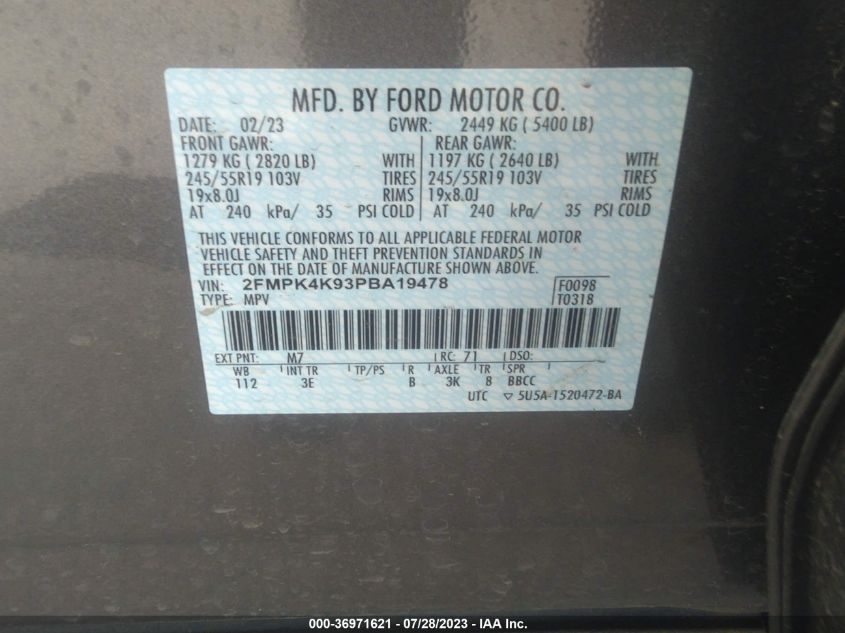 MFD. BY FORD MOTOR CO.
DATE: 02/23 GVWR: 2449 KG ( 5400 LB)
FRONT GAWR: REAR GAWR:
1279 KG ( 2820 LB) WITH 1197 KG ( 2640 LB) WITH
245/55R19 103V TIRES 245/55R19 103V TIRES
19x8.0J RIMS 19x8.0J RIMS
AT 240 kPa/ 35 PSI COLD AT 240 kPa/ 35 PSI COLD
THIS VEHICLE CONFORMS TO ALL APPLICABLE FEDERAL MOTOR
VEHICLE SAFETY AND THEFT PREVENTION STANDARDS IN
EFFECT ON THE DATE OF MANUFACTURE SHOWN ABOVE.
VIN: 2FMPK4K93PBA19478 F0098
TYPE: MPV T0318
EXT PNT: M7 RC: 71 DSO:
WB INT TR TP/PS R AXLE TR SPR
112 3E B 3K 8 BBCC
UTC ▽ 5U5A-1520472-BA
000-36971621 / 07/28/2023 - IAA Inc.